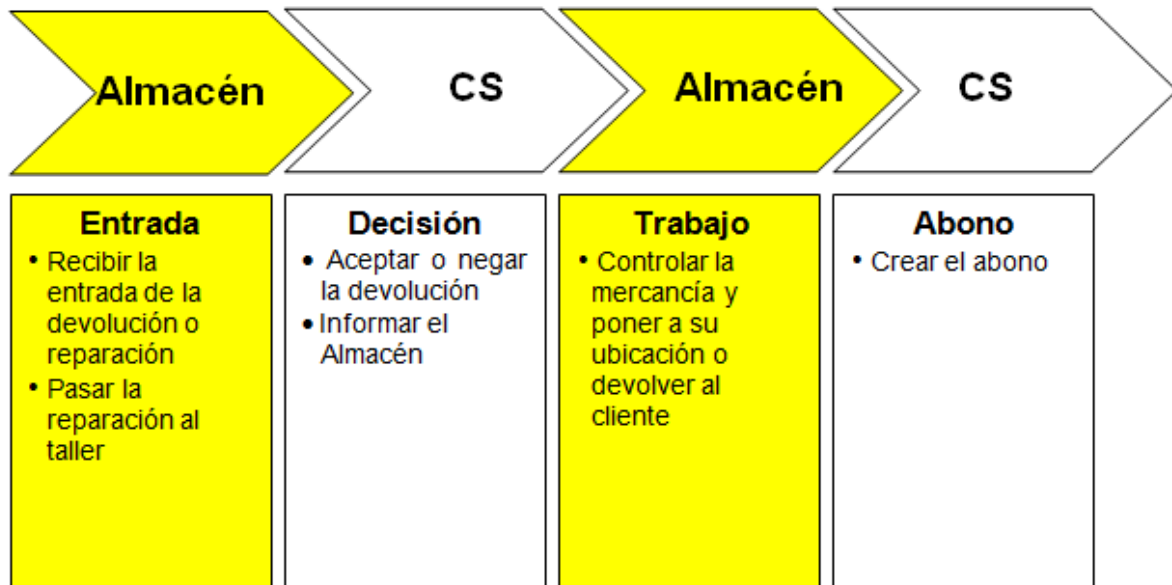 Almacén
CS
Almacén
CS
Entrada
• Recibir la
entrada de la
devolución o
reparación
• Pasar la
reparación al
taller
Decisión
• Aceptar o negar
la devolución
• Informar el
Almacén
Trabajo
• Controlar la
mercancía y
poner a su
ubicación o
devolver al
cliente
Abono
• Crear el abono